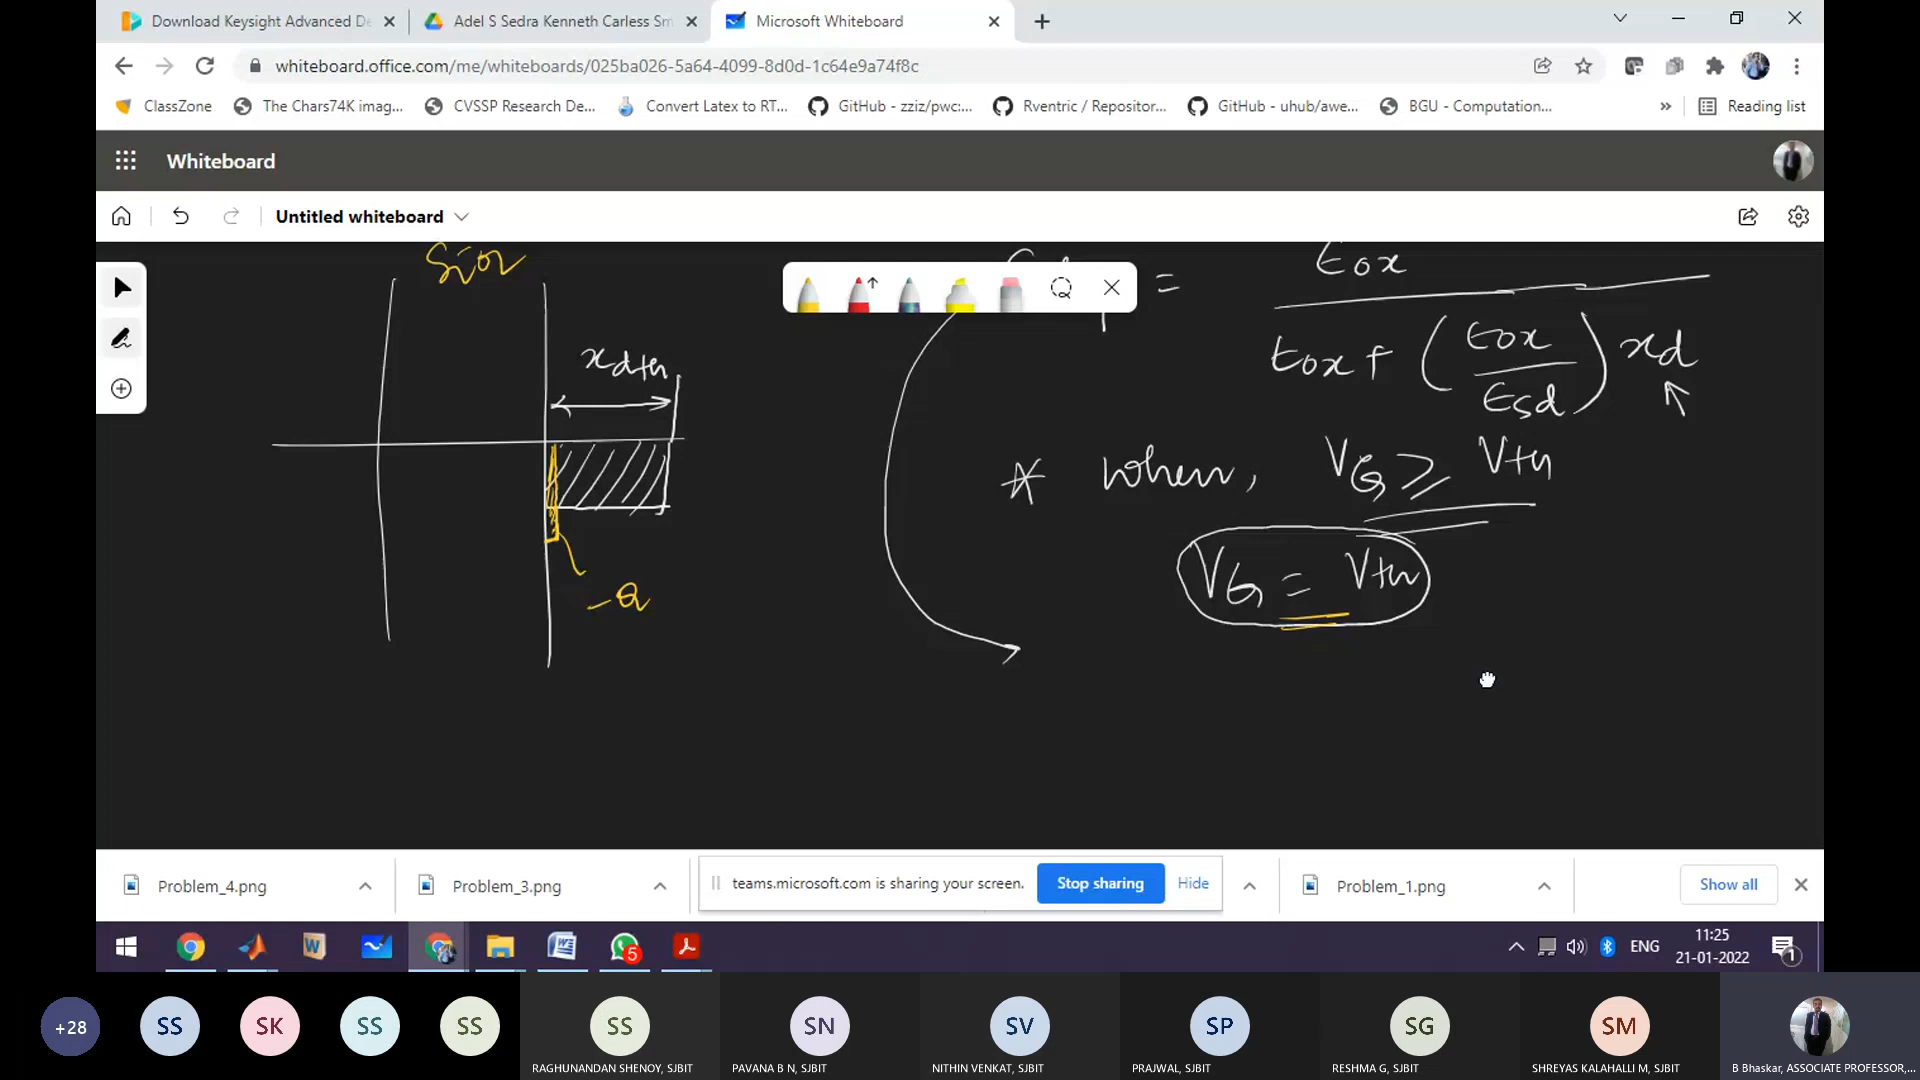 Download Keysight Advanced De
Adel S Sedra Kenneth Carless Sm
Microsoft Whiteboard
whiteboard.office.com/me/whiteboards/025ba026-5a64-4099-8d0d-1c64e9a74f8c
ClassZone
The Chars74K imag...
CVSSP Research De...
Convert Latex to RT...
GitHub - zziz/pwc:...
Rventric / Repositor...
GitHub - uhub/awe...
BGU - Computation...
»
Reading list
Whiteboard
Untitled whiteboard
Sio2
xdth
-Q
=
tox + (εox / εsd) xd
* when, VG ≥ Vth
VG = Vth
Problem_4.png
Problem_3.png
teams.microsoft.com is sharing your screen.
Stop sharing
Hide
Problem_1.png
Show all
5
ENG
11:25
21-01-2022
1
+28
SS
SK
SS
SS
SS
SN
SV
SP
SG
SM
RAGHUNANDAN SHENOY, SJBIT
PAVANA B N, SJBIT
NITHIN VENKAT, SJBIT
PRAJWAL, SJBIT
RESHMA G, SJBIT
SHREYAS KALAHALLI M, SJBIT
B Bhaskar, ASSOCIATE PROFESSOR,...